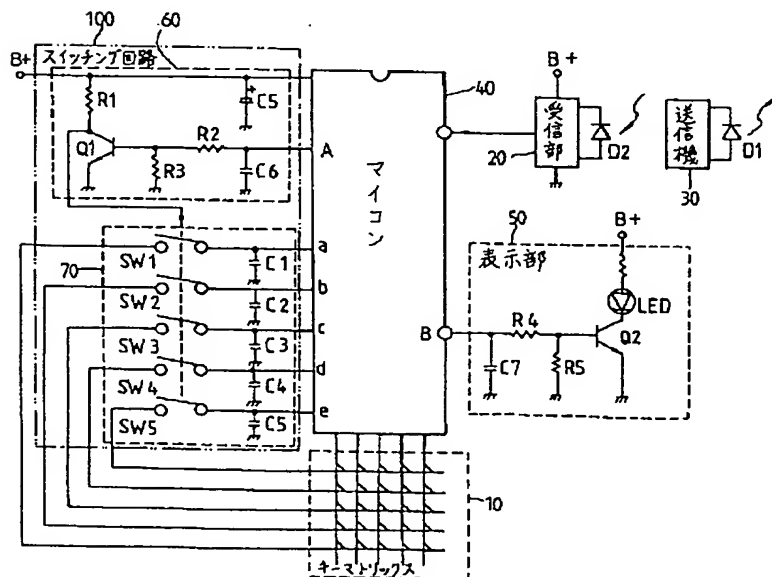 100
60
B+
スイッチング回路
R1
C5
Q1
R2
R3
C6
A
40
マイコン
B+
受信部
20
D2
送信機
D1
30
70
SW1
a
C1
SW2
b
C2
SW3
c
C3
SW4
d
C4
SW5
e
C5
50
B+
表示部
LED
B
R4
Q2
C7
R5
10
キーマトリックス